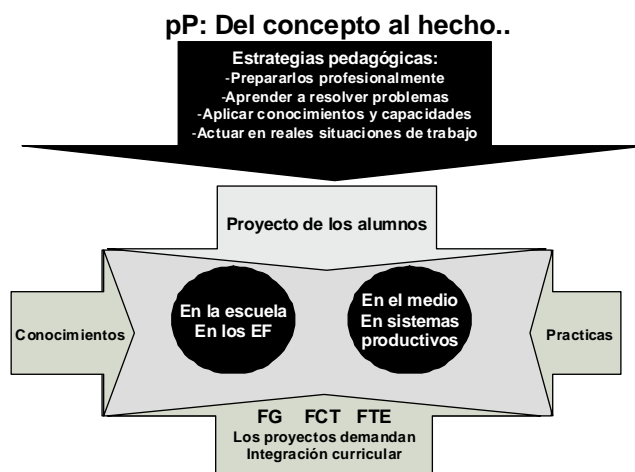 pP: Del concepto al hecho..
Estrategias pedagógicas:
-Prepararlos profesionalmente
-Aprender a resolver problemas
-Aplicar conocimientos y capacidades
-Actuar en reales situaciones de trabajo
Proyecto de los alumnos
En la escuela
En los EF
En el medio
En sistemas
productivos
Conocimientos
Practicas
FG FCT FTE
Los proyectos demandan
Integración curricular